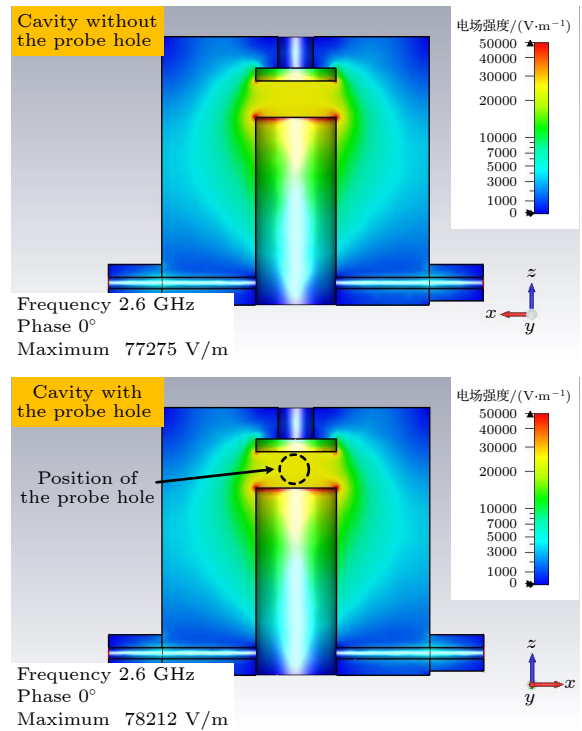 Cavity without
the probe hole
电场强度/(V·m⁻¹)
50000
40000
30000
20000
10000
7000
5000
3000
1000
0
z
x
y
Frequency 2.6 GHz
Phase 0°
Maximum 77275 V/m
Cavity with
the probe hole
Position of
the probe hole
电场强度/(V·m⁻¹)
50000
40000
30000
20000
10000
7000
5000
3000
1000
0
z
x
y
Frequency 2.6 GHz
Phase 0°
Maximum 78212 V/m